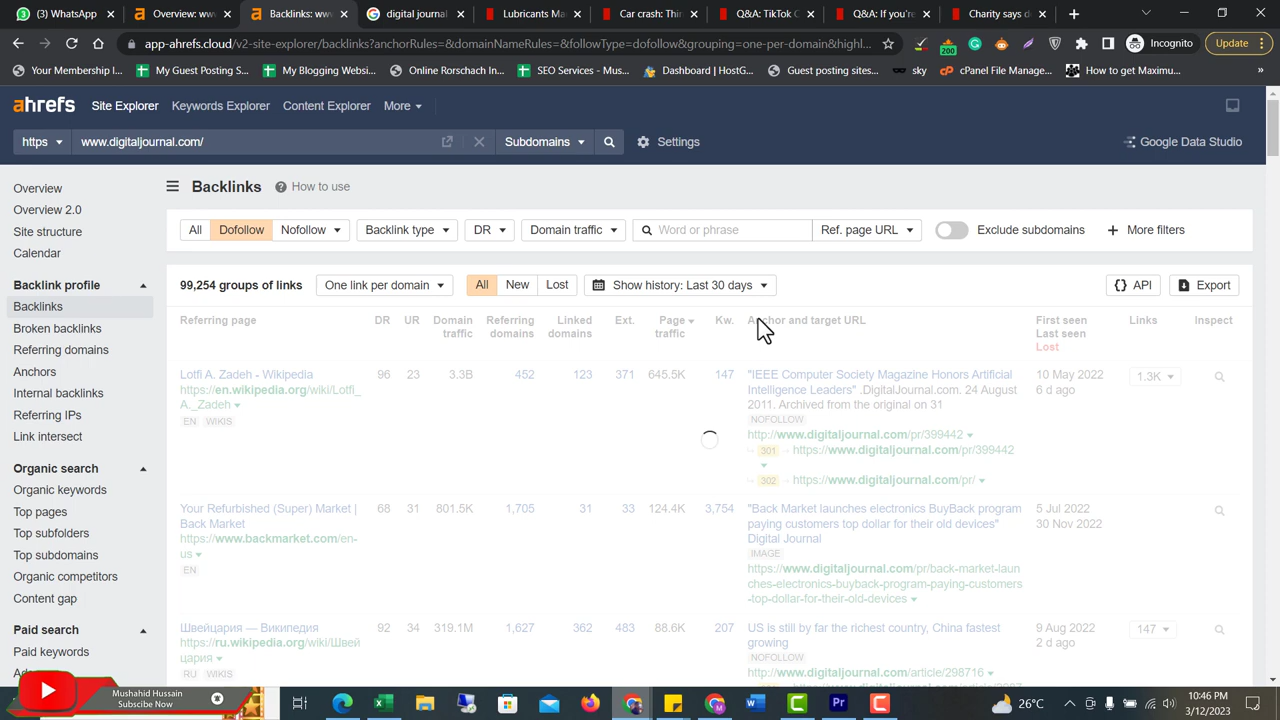 WhatsApp
Ahrefs
Backlinks: ww
digital journal
Lubricants Ma
Car crash: Thi
Q&A: TikTok C
Q&A: If you're
Dancing says d
app-ahrefs.com/v2-site-explorer/backlinks?anchorRules=&domainNameRules=&followType=dofollow&grouping=one-per-domain&highl...
200
Incognito
Update
Your Membership I...
My Guest posting S...
My Blogging Month...
Online Introduction...
SEO Services - Mus...
Dashboard | HostG...
Guest posting sites...
sky
cPanel File Manage...
How to get Maximu...
»
ahrefs
Site Explorer
Keywords Explorer
Content Explorer
More
https
www.digitaljournal.com/
Subdomains
Settings
Google Data Studio
Overview
Overview 2.0
Site structure
Calendar
Backlink profile
Backlinks
Broken backlinks
Referring domains
Anchors
Internal backlinks
Referring IPs
Link intersect
Organic search
Organic keywords
Top pages
Top subfolders
Top subdomains
Organic competitors
Content gap
Paid search
Paid keywords
Backlinks
How to use
All
Dofollow
Nofollow
Backlink type
DR
Domain traffic
Word or phrase
Ref. page URL
Exclude subdomains
+ More filters
99,254 groups of links
One link per domain
All
New
Lost
Show history: Last 30 days
API
Export
Referring page
DR
UR
Domain traffic
Referring domains
Linked domains
Ext.
Page traffic
Kw.
Anchor and target URL
First seen
Last seen
Lost
Links
Inspect
Lotfi A. Zadeh - Wikipedia
https://en.wikipedia.org/wiki/Lotfi_
A._Zadeh
EN WIKIS
96
23
3.3B
452
123
371
645.5K
147
"IEEE Computer Society Magazine Honors Artificial
Intelligence Leaders" .DigitalJournal.com. 24 August
2011. Archived from the original on 31
NOFOLLOW
http://www.digitaljournal.com/pr/399442
301 https://www.digitaljournal.com/pr/399442
302 https://www.digitaljournal.com/pr/
10 May 2022
6 d ago
1.3K
Your Refurbished (Super) Market |
Back Market
https://www.backmarket.com/en-
us
EN
68
31
801.5K
1,705
31
33
124.4K
3,754
"Back Market launches electronics BuyBack program
paying customers top dollar for their old devices"
Digital Journal
IMAGE
https://www.digitaljournal.com/pr/back-market-laun
ches-electronics-buyback-program-paying-customers
-top-dollar-for-their-old-devices
5 Jul 2022
30 Nov 2022
Швейцария — Википедия
https://ru.wikipedia.org/wiki/Швей
цария
RU WIKIS
92
34
319.1M
1,627
362
483
88.6K
207
US is still by far the richest country, China fastest
growing
NOFOLLOW
http://www.digitaljournal.com/article/298716
9 Aug 2022
2 d ago
147
Mushahid Hussain
Subscibe Now
26°C
10:46 PM
3/12/2023